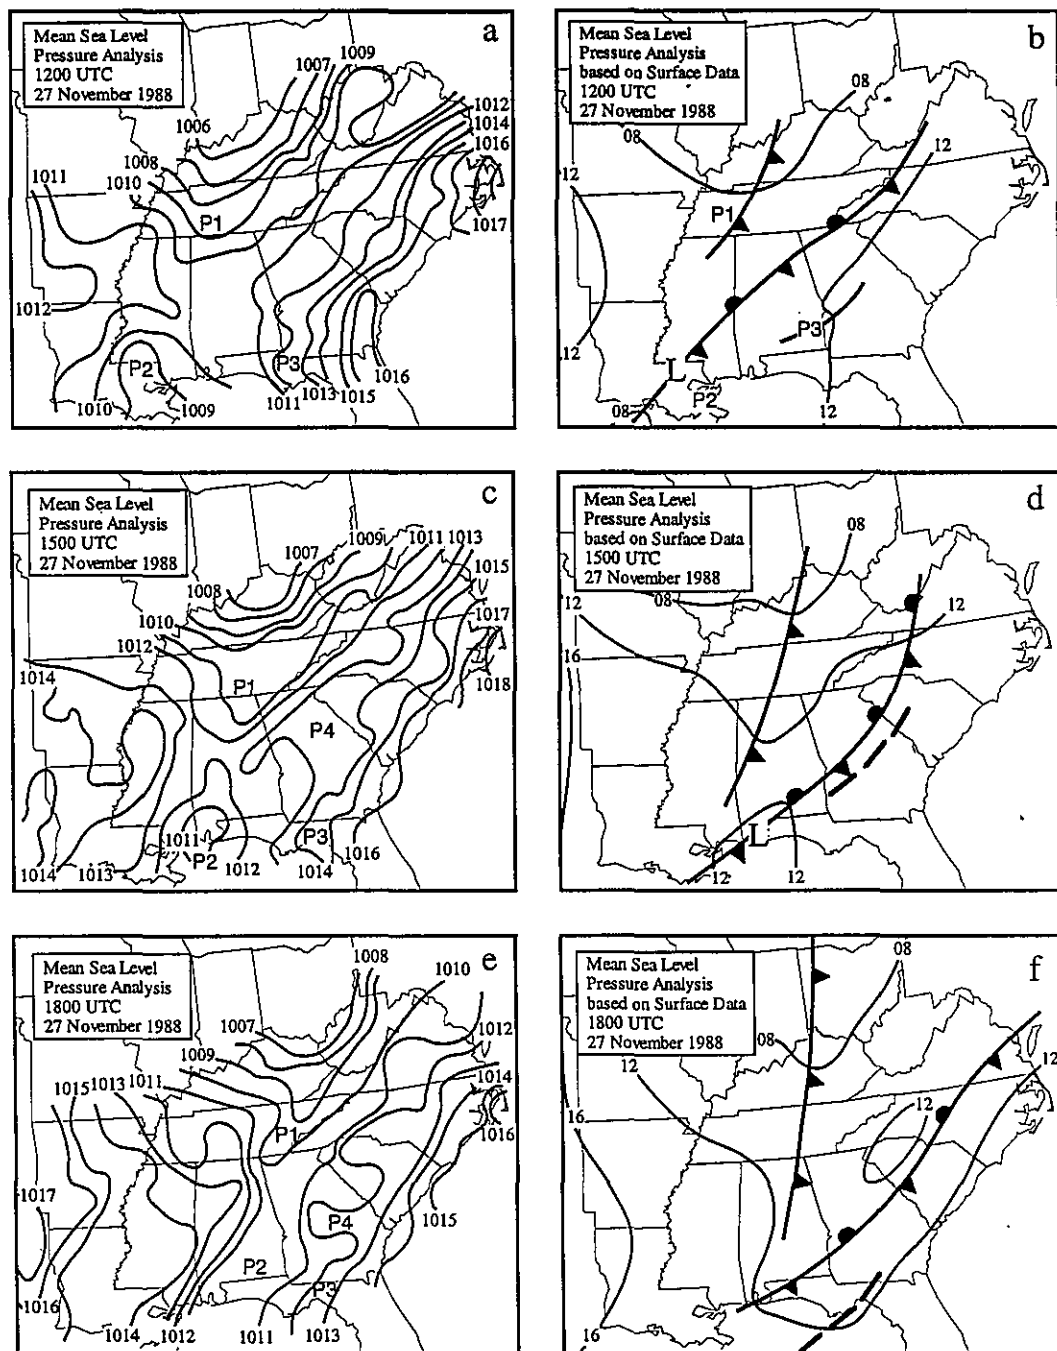 a
Mean Sea Level
Pressure Analysis
1200 UTC
27 November 1988
1009
1007
1006
1012
1014
1016
1008
1010
1011
P1
1017
1012
P2
P3
1016
1010
1009
1011
1013
1015
b
Mean Sea Level
Pressure Analysis
based on Surface Data
1200 UTC
27 November 1988
08
08
12
12
P1
P3
12
L
P2
08
12
c
Mean Sea Level
Pressure Analysis
1500 UTC
27 November 1988
1007
1009
1011
1013
1015
1008
1010
1017
1012
1014
P1
1018
P4
1011
P3
P2
1012
1016
1014
1013
1014
d
Mean Sea Level
Pressure Analysis
based on Surface Data
1500 UTC
27 November 1988
08
12
08
12
16
L
12
12
e
Mean Sea Level
Pressure Analysis
1800 UTC
27 November 1988
1008
1010
1007
1012
1009
1015
1013
1011
1014
P1
1016
1017
P4
1015
P2
P3
1016
1014
1012
1011
1013
f
Mean Sea Level
Pressure Analysis
based on Surface Data
1800 UTC
27 November 1988
08
08
12
12
16
12
16